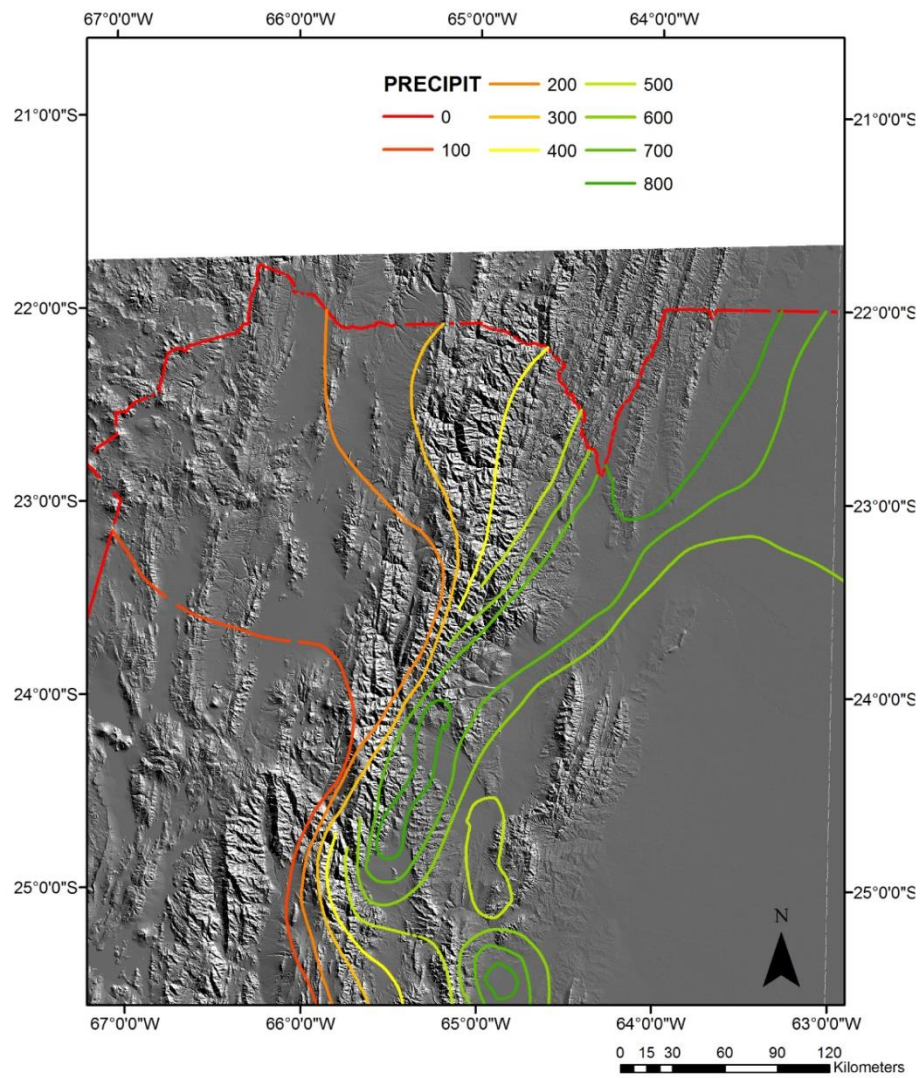 67°0'0"W 66°0'0"W 65°0'0"W 64°0'0"W
PRECIPIT 200 500
0 300 600
100 400 700
800
21°0'0"S 21°0'0"S
22°0'0"S 22°0'0"S
23°0'0"S 23°0'0"S
24°0'0"S 24°0'0"S
25°0'0"S 25°0'0"S
N
67°0'0"W 66°0'0"W 65°0'0"W 64°0'0"W 63°0'0"W
0 15 30 60 90 120
Kilometers